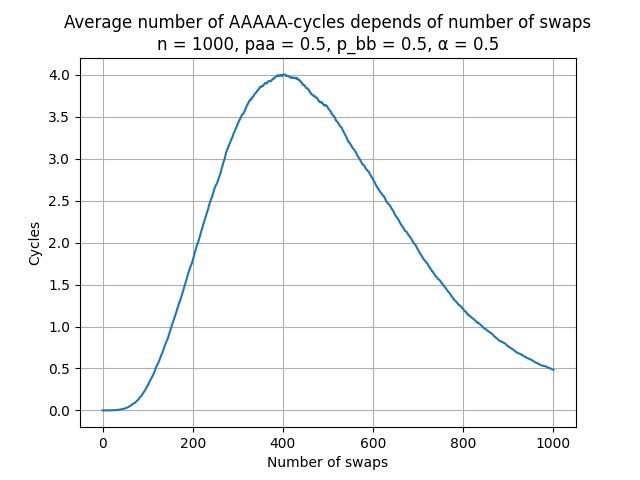 Average number of AAAAA-cycles depends of number of swaps
n = 1000, paa = 0.5, p_bb = 0.5, α = 0.5
4.0
3.5
3.0
2.5
2.0
1.5
1.0
0.5
0.0
Cycles
0 200 400 600 800 1000
Number of swaps